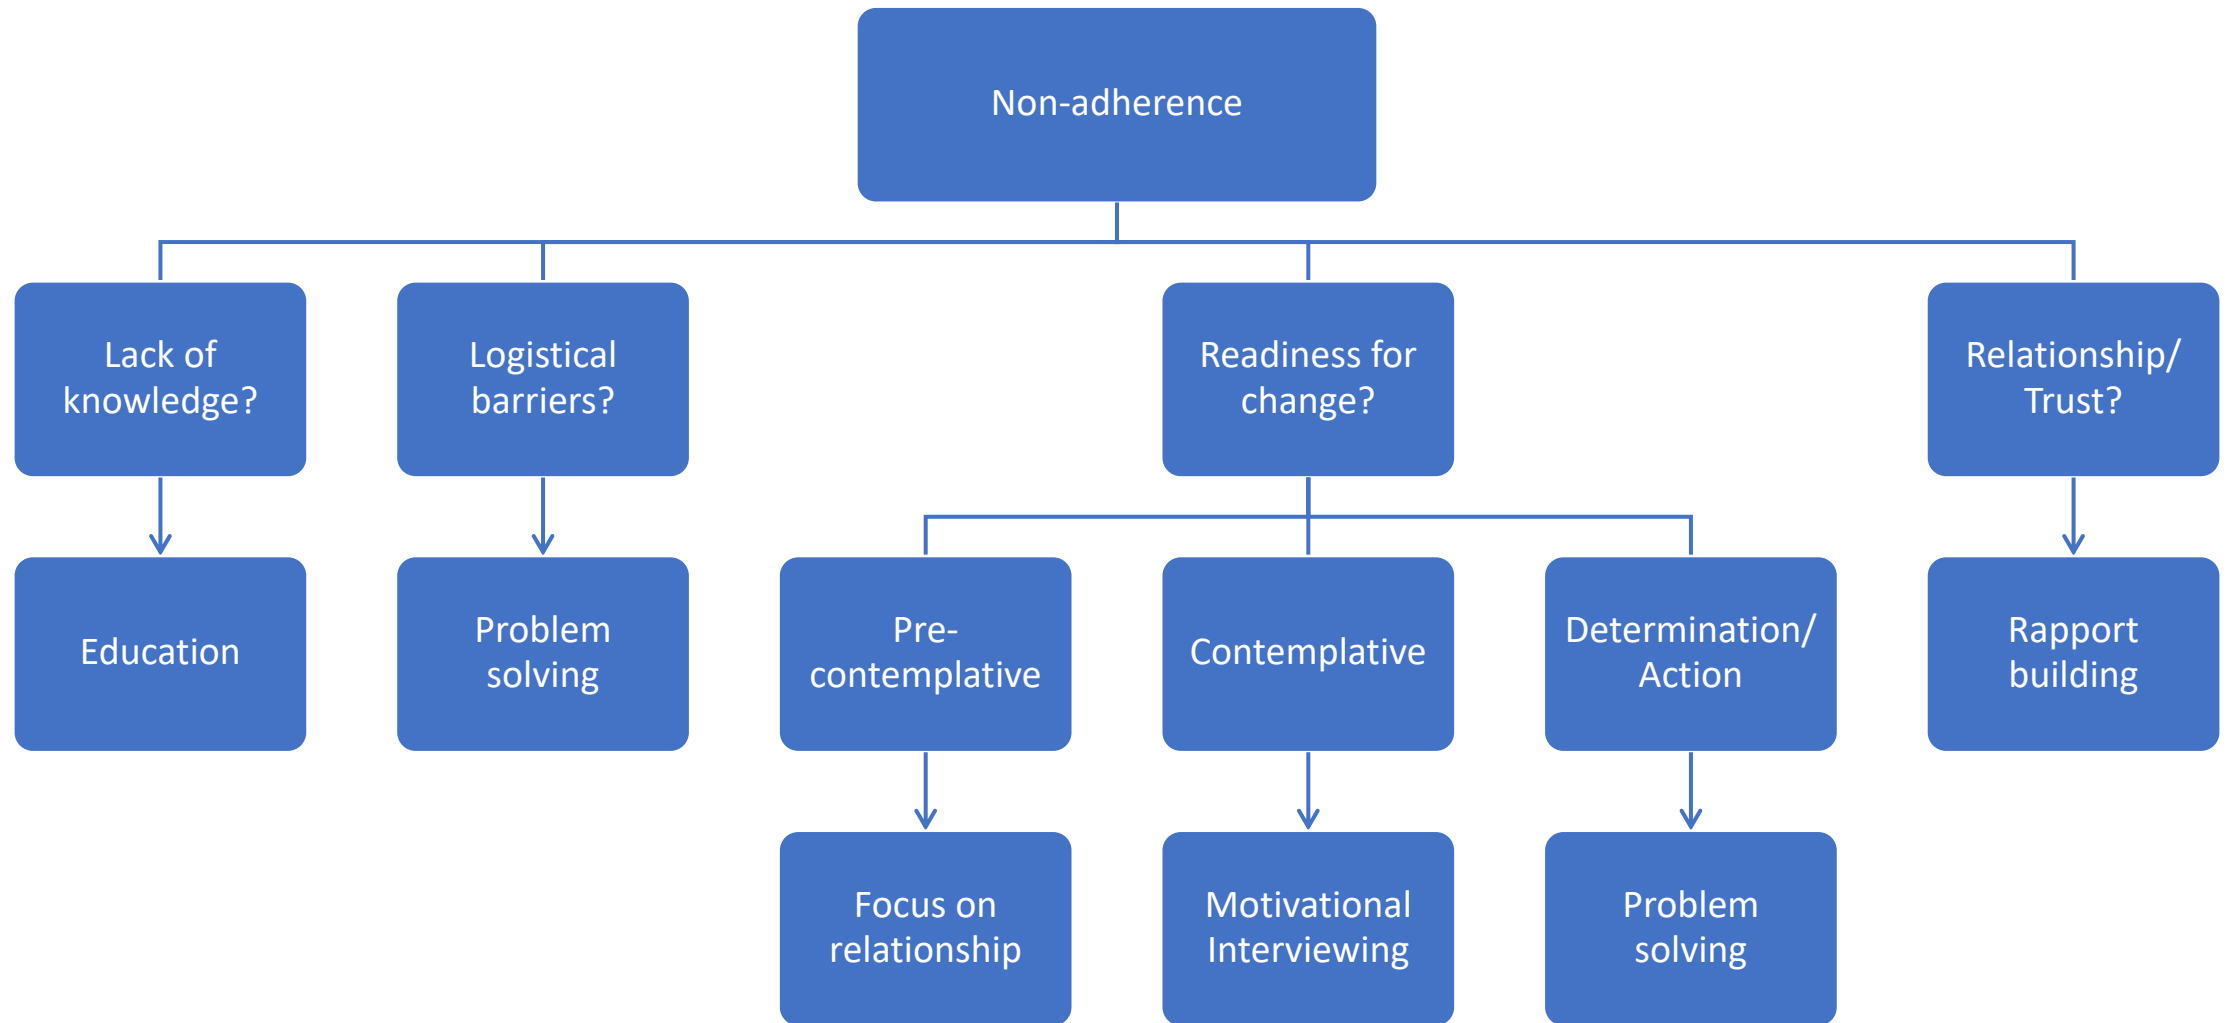 Non-adherence
Lack of
knowledge?
Logistical
barriers?
Readiness for
change?
Relationship/
Trust?
Education
Problem
solving
Pre-
contemplative
Contemplative
Determination/
Action
Rapport
building
Focus on
relationship
Motivational
Interviewing
Problem
solving